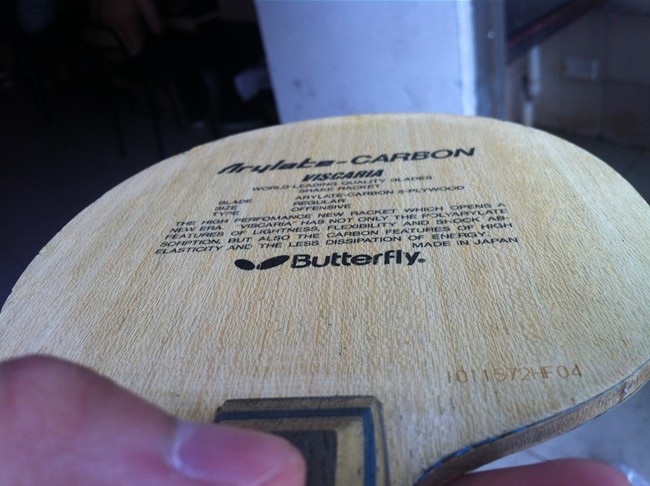 Arylate-CARBON
VISCARIA
WORLD-LEADING QUALITY BLADES
SHAKE RACKET
BLADE ARYLATE-CARBON 5-PLYWOOD
SIZE REGULAR
TYPE OFFENSIVE
THE HIGH PERFOMANCE NEW RACKET WHICH OPENS A
NEW ERA. "VISCARIA" HAS NOT ONLY THE POLYARYLATE
FEATURES OF LIGHTNESS, FLEXIBILITY AND SHOCK AB-
SORPTION, BUT ALSO THE CARBON FEATURES OF HIGH
ELASTICITY AND THE LESS DISSIPATION OF ENERGY.
MADE IN JAPAN
Butterfly.
1011572HF04